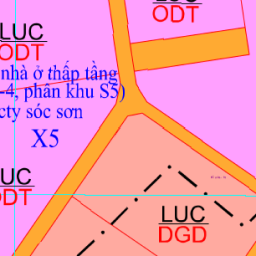 LUC
ODT
LUC
ODT
nhà ở thấp tầng
-4, phân khu S5)
cty sóc sơn
X5
LUC
ODT
LUC
DGD